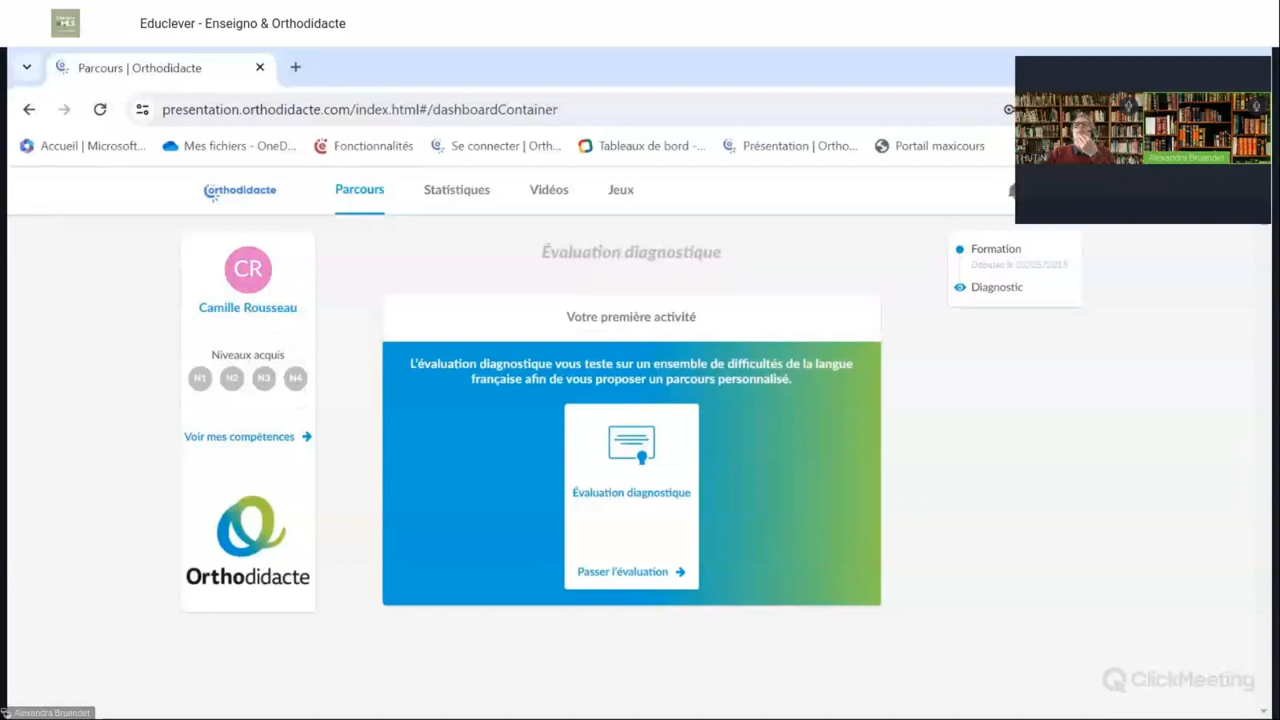 Educlever - Enseigno & Orthodidacte
Parcours | Orthodidacte
presentation.orthodidacte.com/index.html#/dashboardContainer
Accueil | Microsoft...
Mes fichiers - OneD...
Fonctionnalités
Se connecter | Orth...
Tableaux de bord -...
Présentation | Ortho...
Portail maxicours
HUTIN
Alexandra Bruendet
orthodidacte
Parcours
Statistiques
Vidéos
Jeux
CR
Camille Rousseau
Niveaux acquis
N1 N2 N3 N4
Voir mes compétences
Orthodidacte
Évaluation diagnostique
Votre première activité
L'évaluation diagnostique vous teste sur un ensemble de difficultés de la langue
française afin de vous proposer un parcours personnalisé.
Évaluation diagnostique
Passer l'évaluation
Formation
Diagnostic
ClickMeeting
Alexandra Bruendet